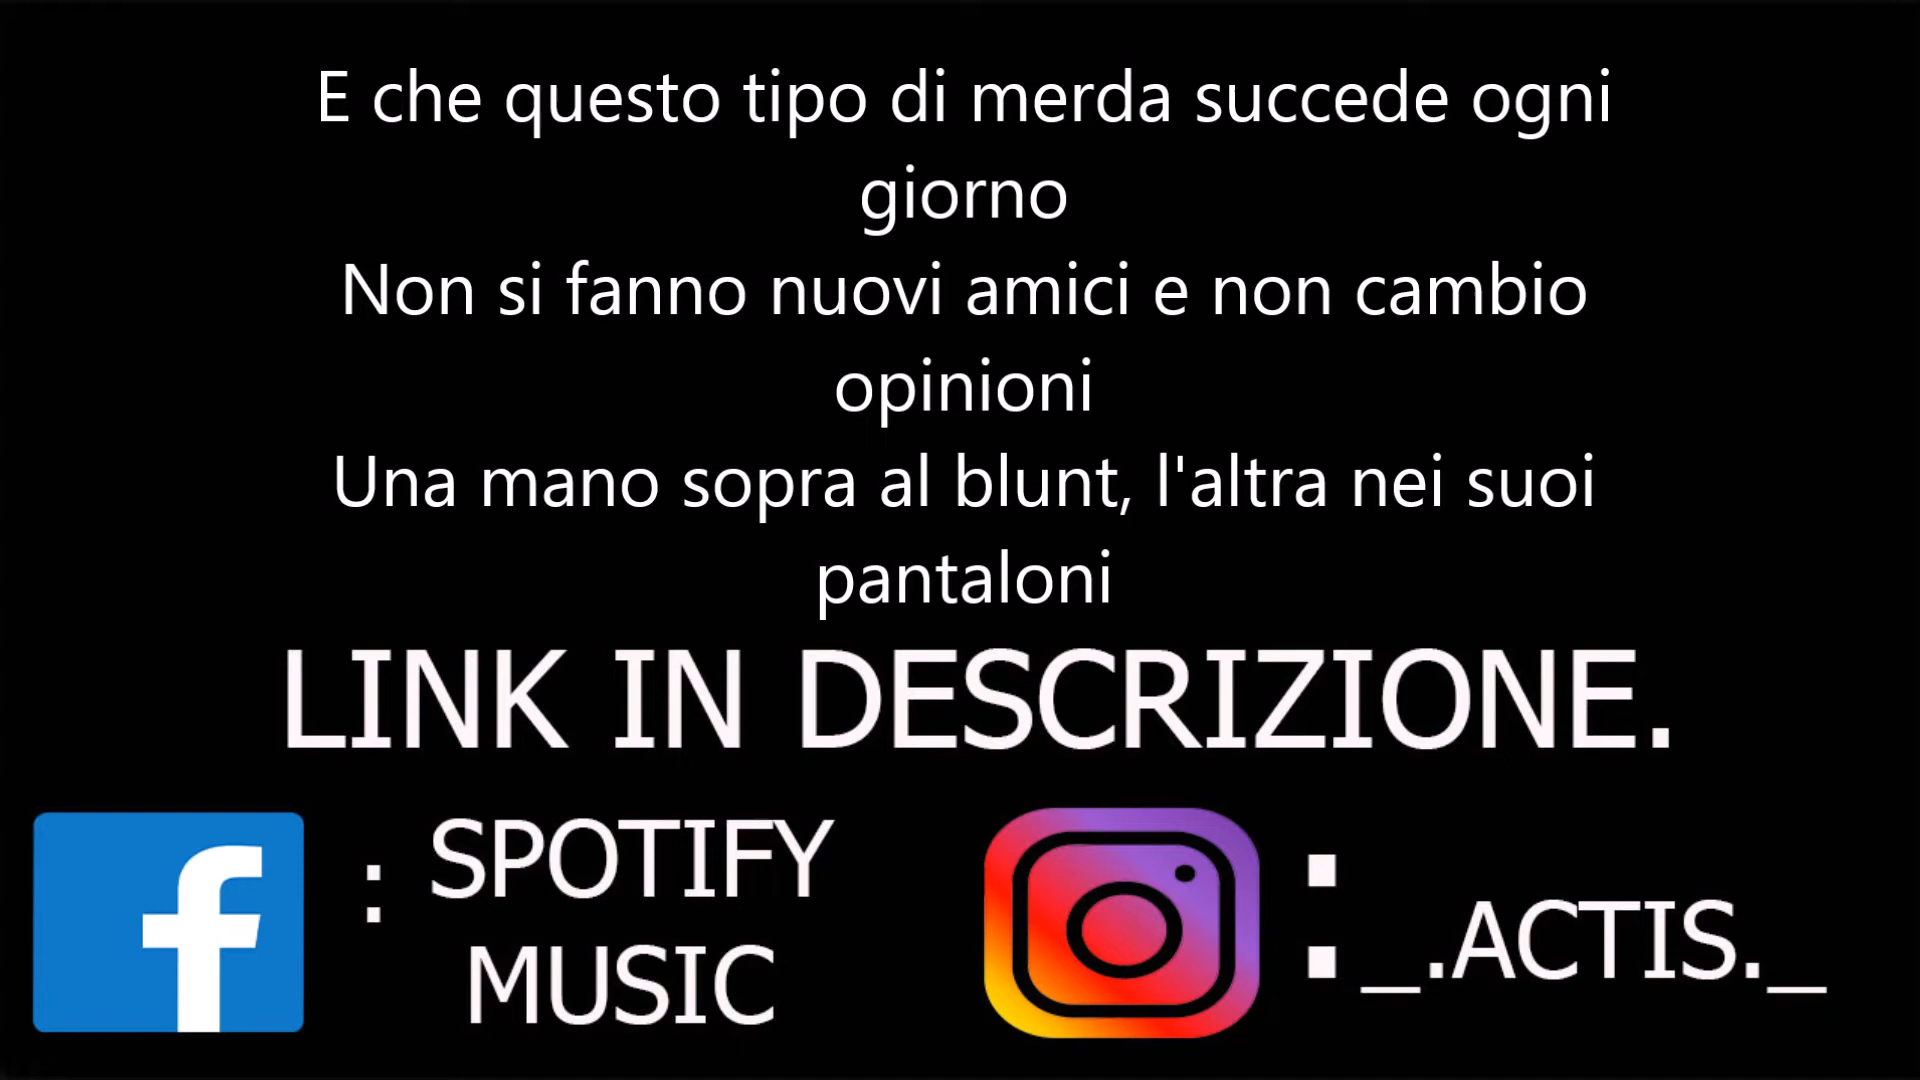 E che questo tipo di merda succede ogni
giorno
Non si fanno nuovi amici e non cambio
opinioni
Una mano sopra al blunt, l'altra nei suoi
pantaloni
LINK IN DESCRIZIONE.
: SPOTIFY
MUSIC
: _.ACTIS._